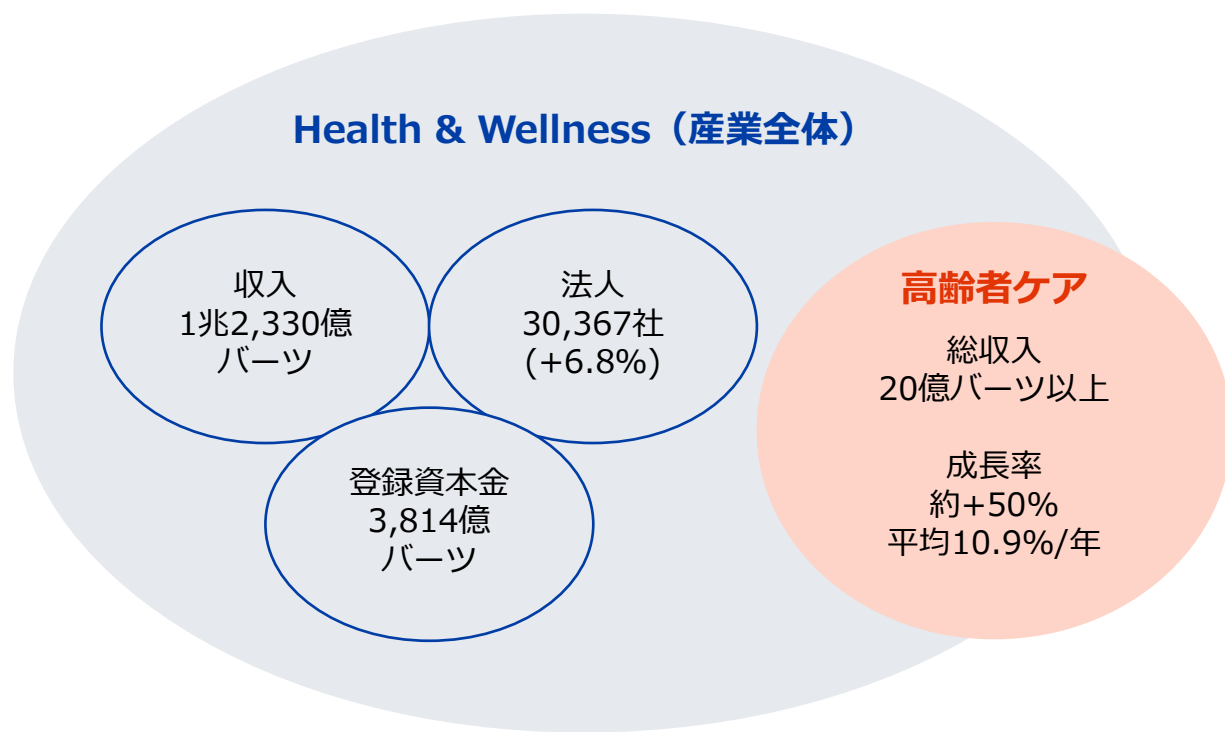 Health & Wellness（産業全体）
収入
1兆2,330億
バーツ
法人
30,367社
(+6.8%)
登録資本金
3,814億
バーツ
高齢者ケア
総収入
20億バーツ以上
成長率
約+50%
平均10.9%/年